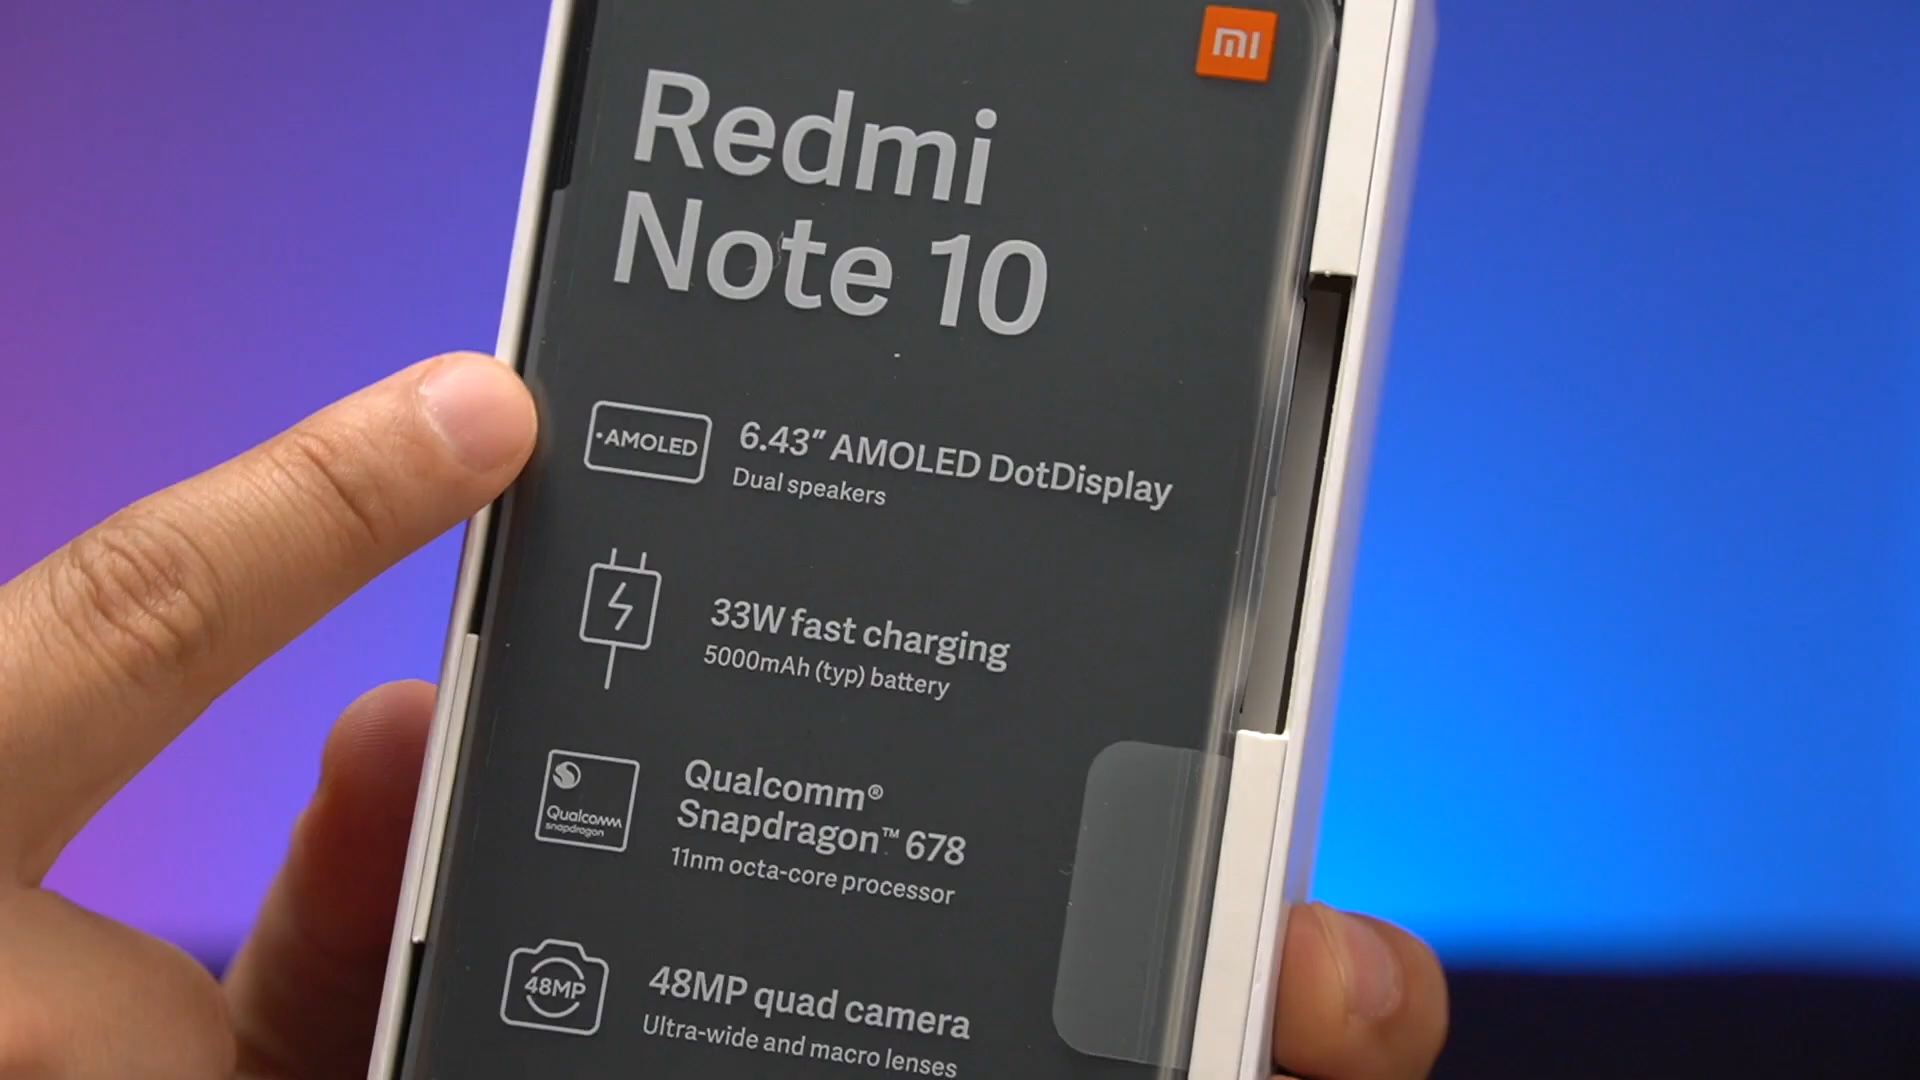 mi
Redmi
Note 10
AMOLED
6.43” AMOLED DotDisplay
Dual speakers
33W fast charging
5000mAh (typ) battery
Qualcomm
snapdragon
Qualcomm®
Snapdragon™ 678
11nm octa-core processor
48MP
48MP quad camera
Ultra-wide and macro lenses